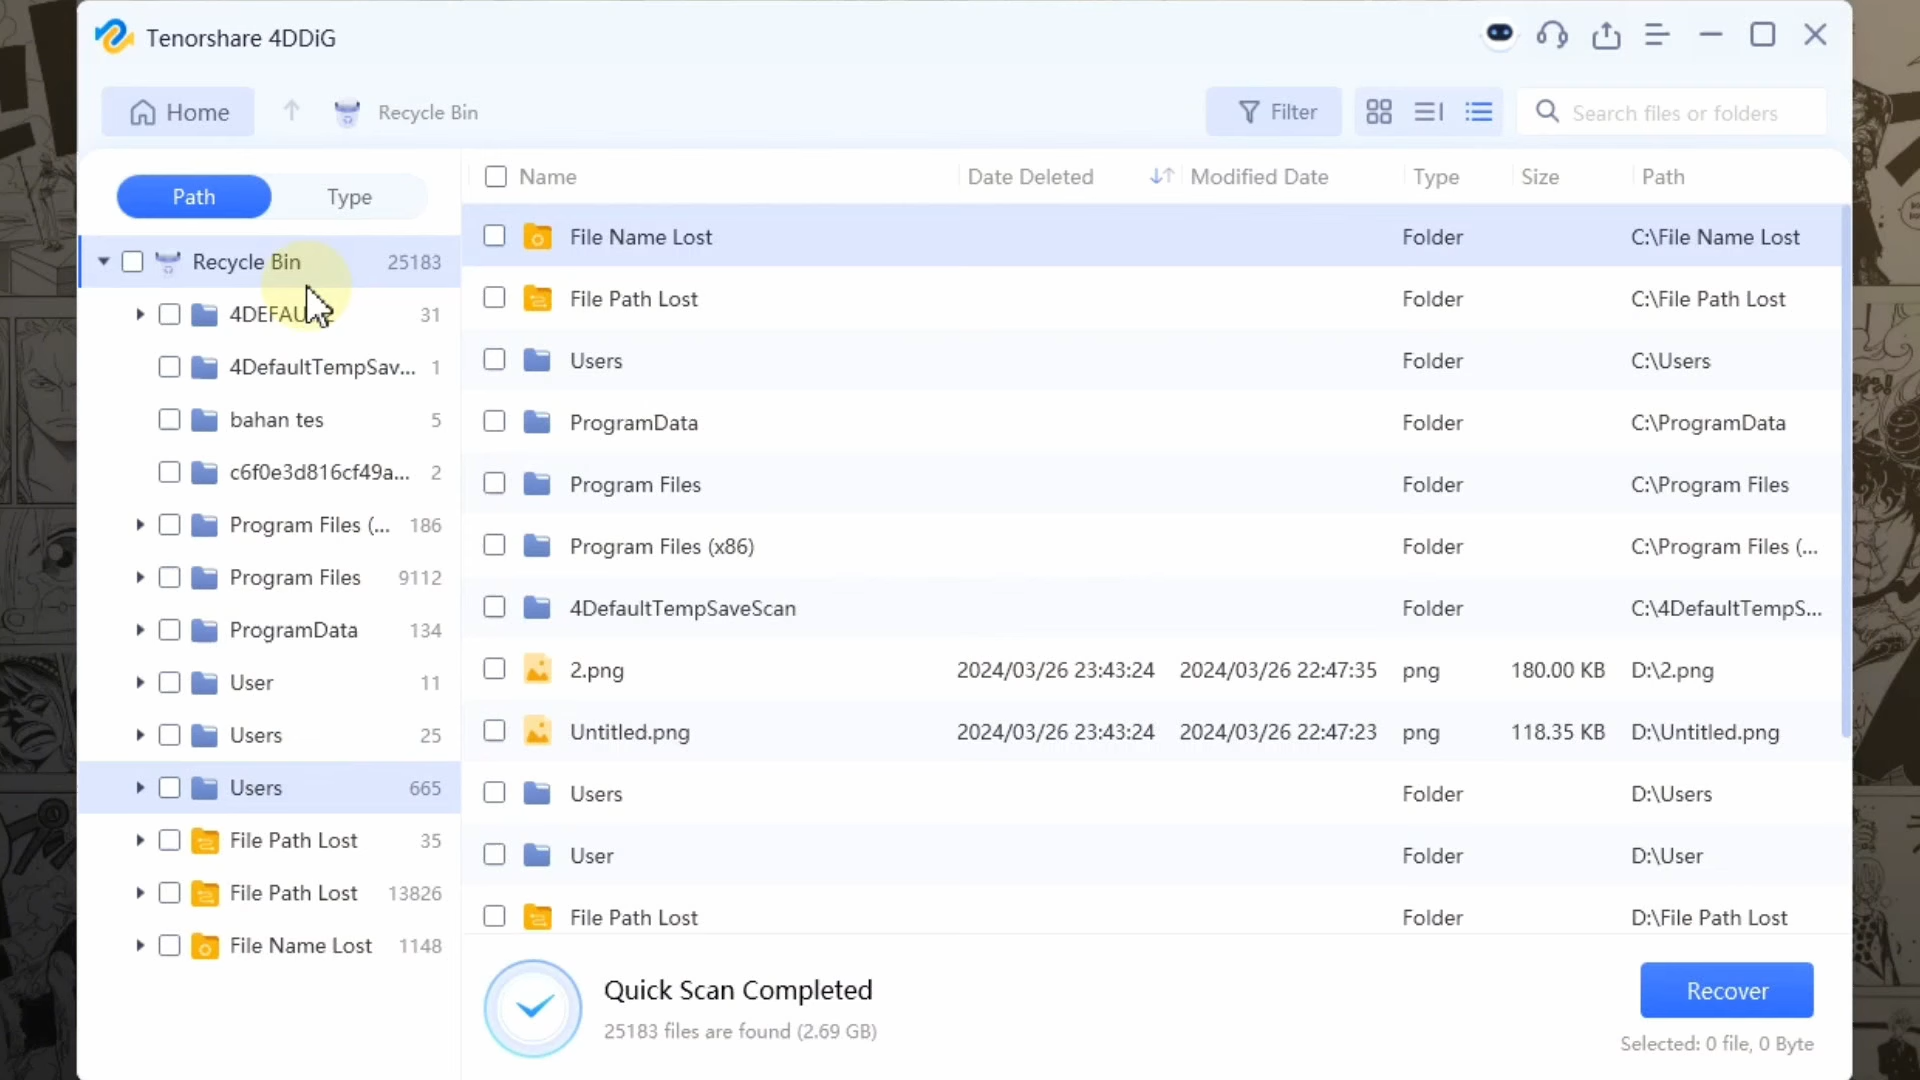 Tenorshare 4DDiG
Home
Recycle Bin
Filter
Search files or folders
Path
Type
Recycle Bin 25183
31
4DefaultTempSav... 1
bahan tes 5
c6f0e3d816cf49a... 2
Program Files (... 186
Program Files 9112
ProgramData 134
User 11
Users 25
Users 665
File Path Lost 35
File Path Lost 13826
File Name Lost 1148
Name Date Deleted Modified Date Type Size Path
File Name Lost Folder C:\File Name Lost
File Path Lost Folder C:\File Path Lost
Users Folder C:\Users
ProgramData Folder C:\ProgramData
Program Files Folder C:\Program Files
Program Files (x86) Folder C:\Program Files (...
4DefaultTempSaveScan Folder C:\4DefaultTempS...
2.png 2024/03/26 23:43:24 2024/03/26 22:47:35 png 180.00 KB D:\2.png
Untitled.png 2024/03/26 23:43:24 2024/03/26 22:47:23 png 118.35 KB D:\Untitled.png
Users Folder D:\Users
User Folder D:\User
File Path Lost Folder D:\File Path Lost
Quick Scan Completed
25183 files are found (2.69 GB)
Recover
Selected: 0 file, 0 Byte